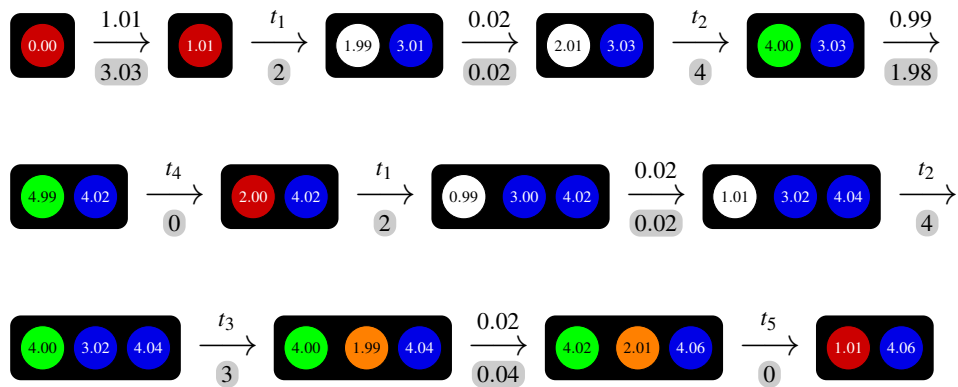 1.01 t₁ 0.02 t₂ 0.99
0.00 1.01 1.99 3.01 2.01 3.03 4.00 3.03
3.03 2 0.02 4 1.98
t₄ t₁ 0.02 t₂
4.99 4.02 2.00 4.02 0.99 3.00 4.02 1.01 3.02 4.04
0 2 0.02 4
t₃ 0.02 t₅
4.00 3.02 4.04 4.00 1.99 4.04 4.02 2.01 4.06 1.01 4.06
3 0.04 0